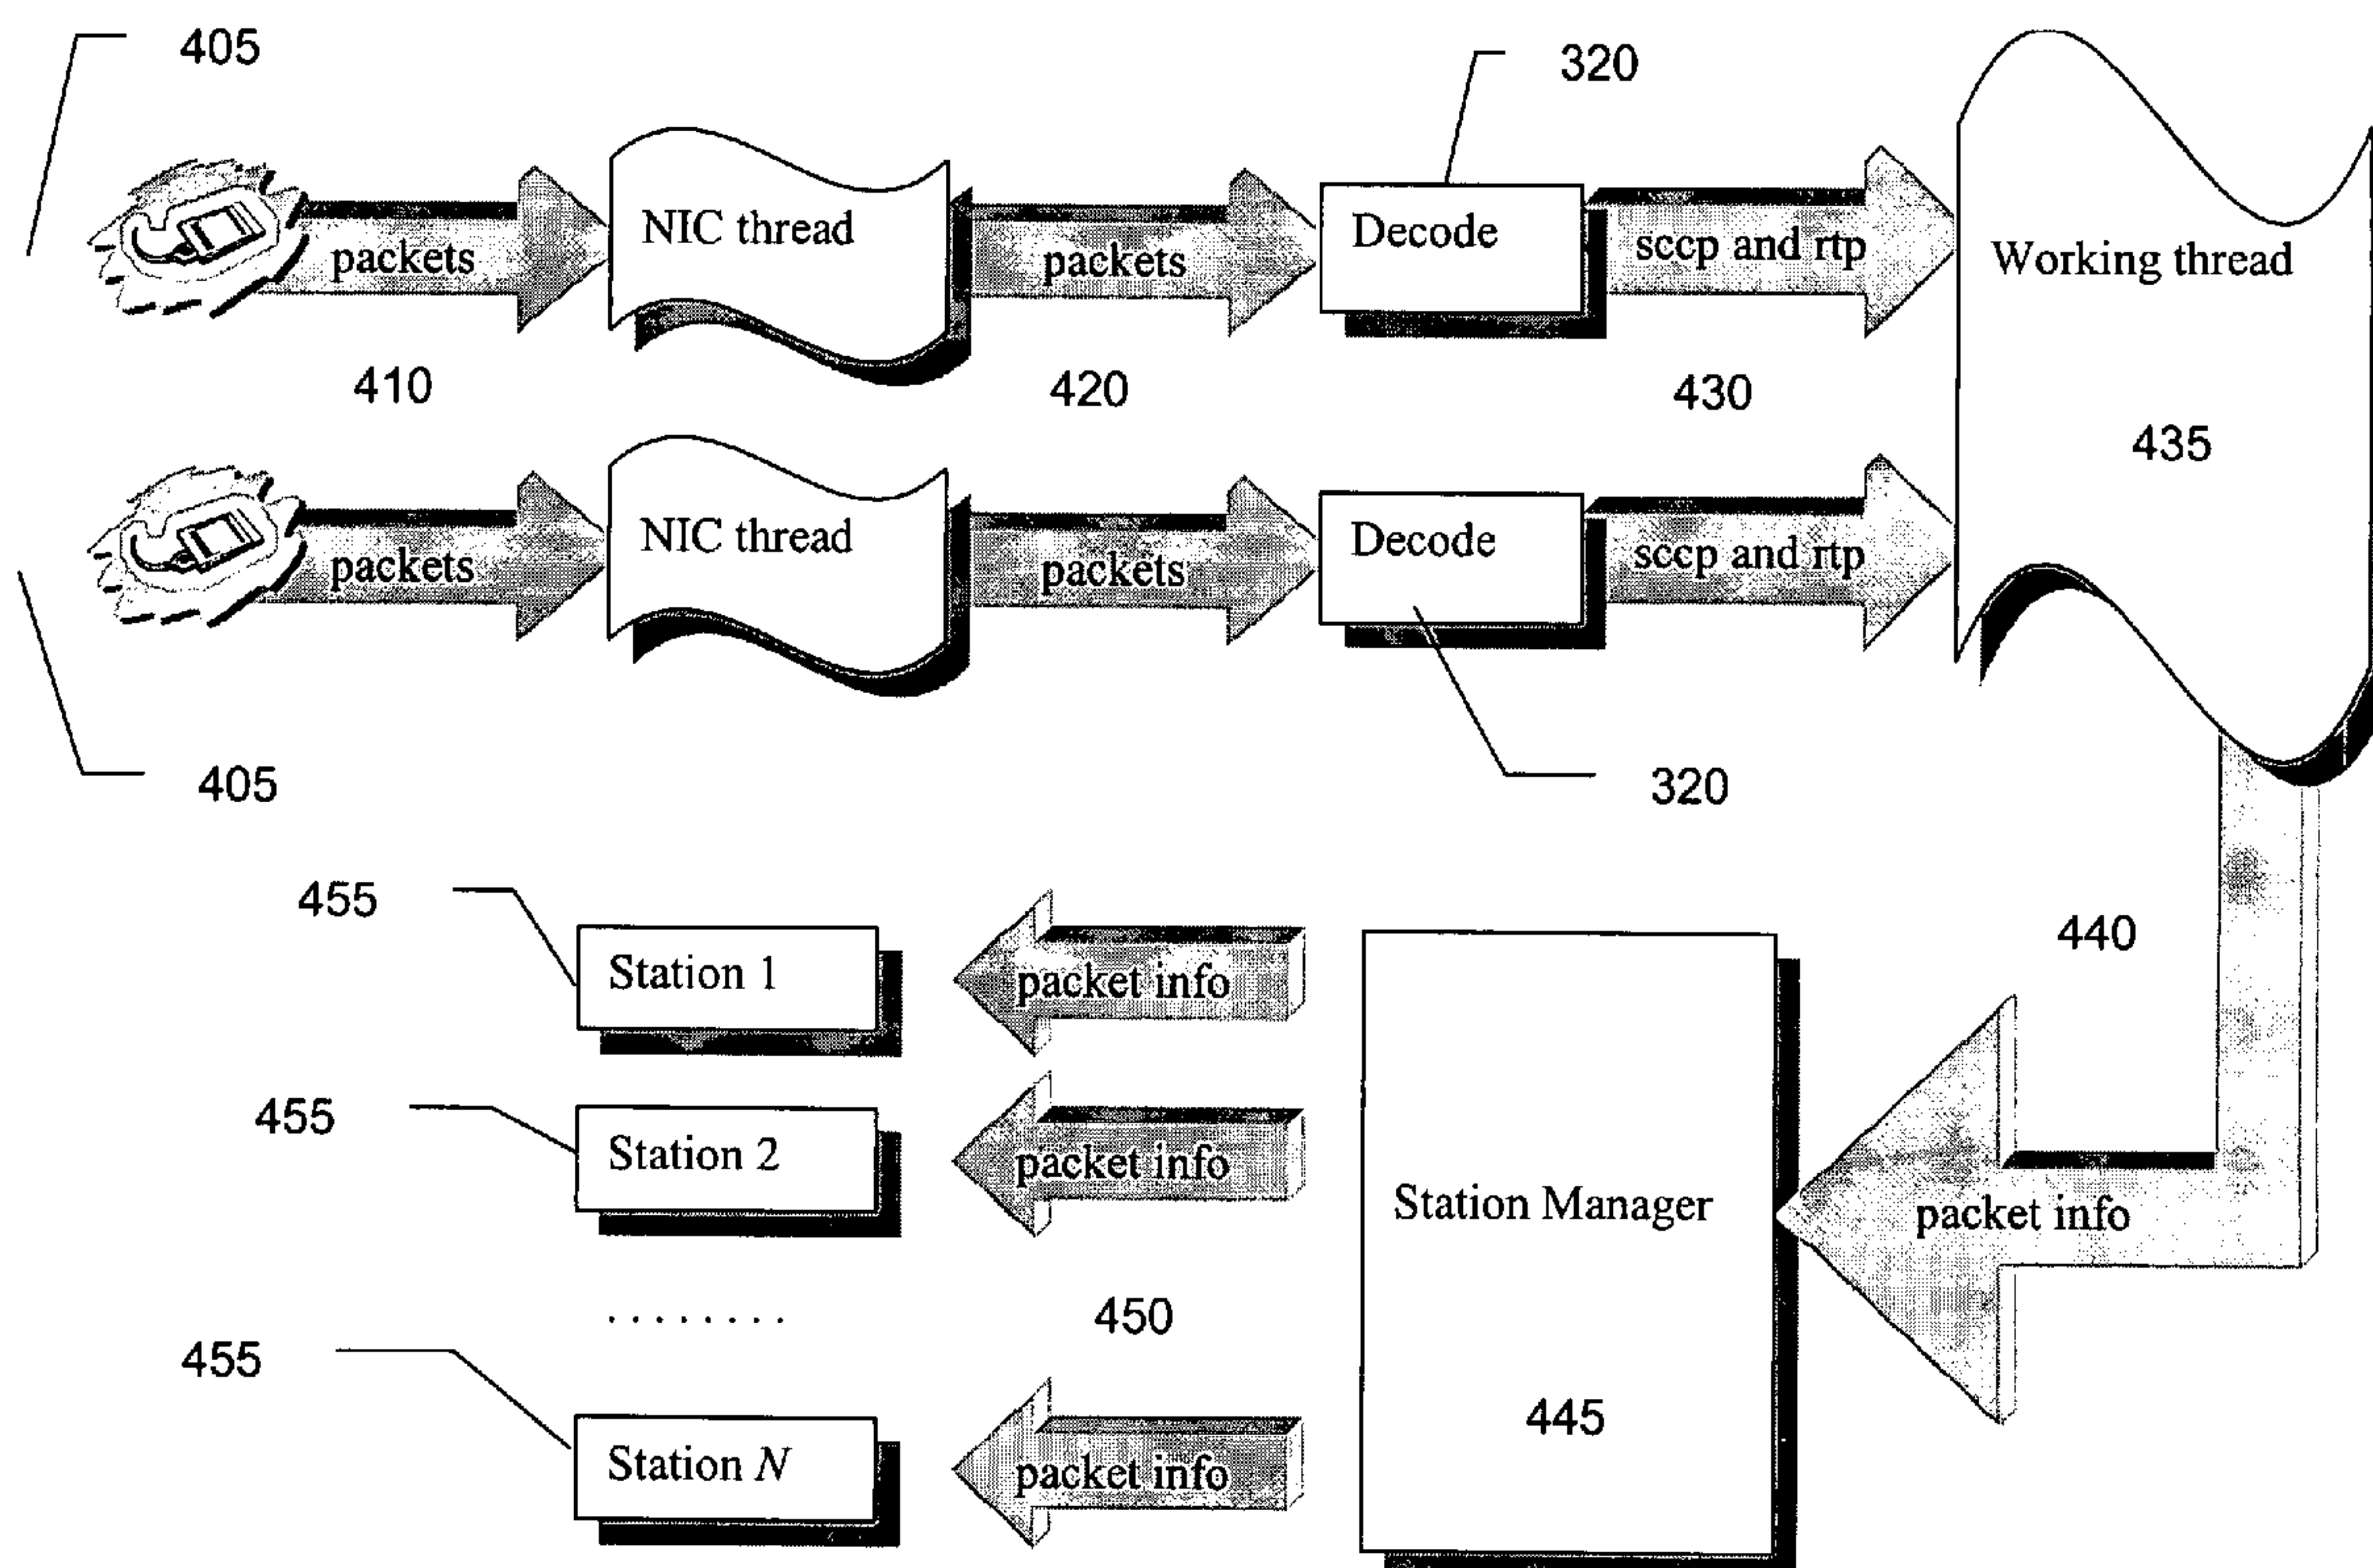 405
320
packets
NIC thread
packets
Decode
sccp and rtp
Working thread
410
420
430
435
packets
NIC thread
packets
Decode
sccp and rtp
405
320
455
Station 1
packet info
440
455
Station 2
packet info
Station Manager
packet info
........
450
455
Station N
packet info
445